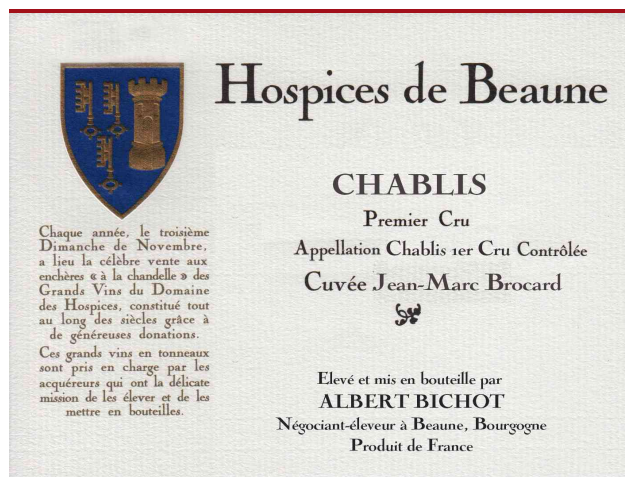 Hospices de Beaune
CHABLIS
Premier Cru
Appellation Chablis 1er Cru Contrôlée
Cuvée Jean-Marc Brocard
Chaque année, le troisième
Dimanche de Novembre,
a lieu la célèbre vente aux
enchères « à la chandelle » des
Grands Vins du Domaine
des Hospices, constitué tout
au long des siècles grâce à
de généreuses donations.
Ces grands vins en tonneaux
sont pris en charge par les
acquéreurs qui ont la délicate
mission de les élever et de les
mettre en bouteilles.
Elevé et mis en bouteille par
ALBERT BICHOT
Négociant-éleveur à Beaune, Bourgogne
Produit de France